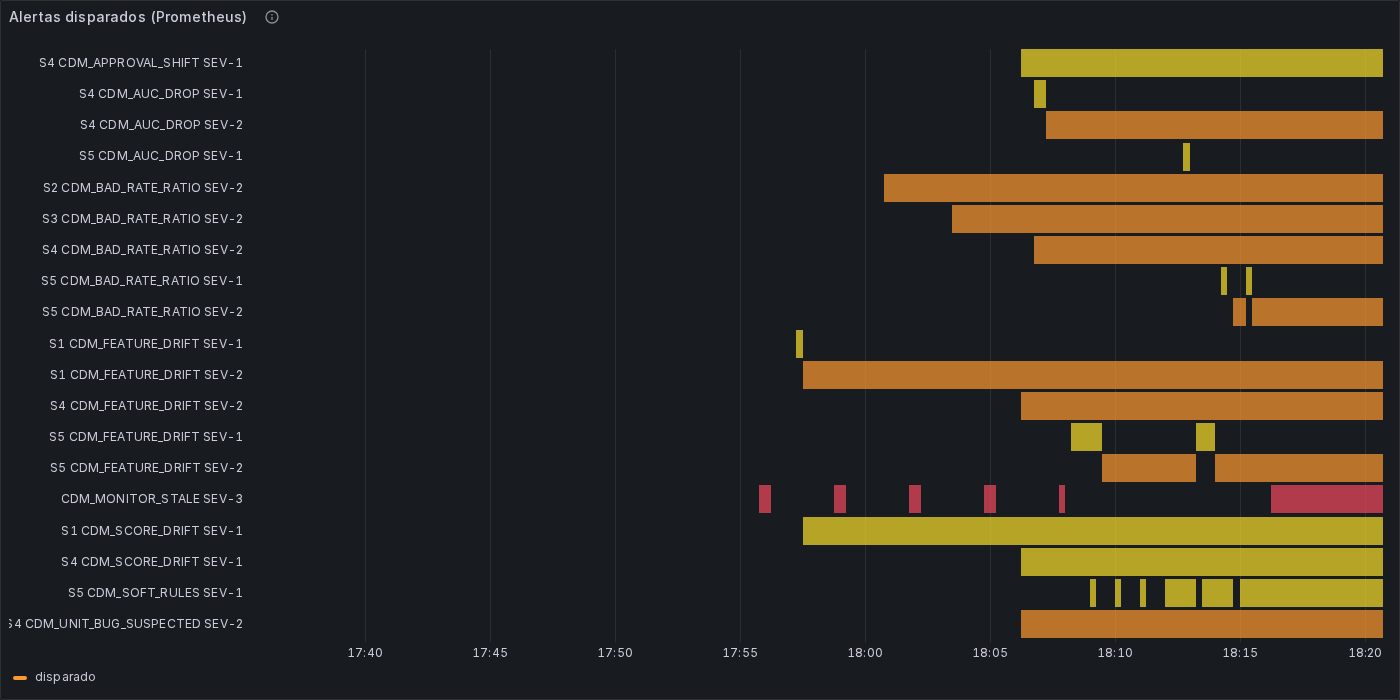 Alertas disparados (Prometheus)
S4 CDM_APPROVAL_SHIFT SEV-1
S4 CDM_AUC_DROP SEV-1
S4 CDM_AUC_DROP SEV-2
S5 CDM_AUC_DROP SEV-1
S2 CDM_BAD_RATE_RATIO SEV-2
S3 CDM_BAD_RATE_RATIO SEV-2
S4 CDM_BAD_RATE_RATIO SEV-2
S5 CDM_BAD_RATE_RATIO SEV-1
S5 CDM_BAD_RATE_RATIO SEV-2
S1 CDM_FEATURE_DRIFT SEV-1
S1 CDM_FEATURE_DRIFT SEV-2
S4 CDM_FEATURE_DRIFT SEV-2
S5 CDM_FEATURE_DRIFT SEV-1
S5 CDM_FEATURE_DRIFT SEV-2
CDM_MONITOR_STALE SEV-3
S1 CDM_SCORE_DRIFT SEV-1
S4 CDM_SCORE_DRIFT SEV-1
S5 CDM_SOFT_RULES SEV-1
S4 CDM_UNIT_BUG_SUSPECTED SEV-2
17:40 17:45 17:50 17:55 18:00 18:05 18:10 18:15 18:20
disparado